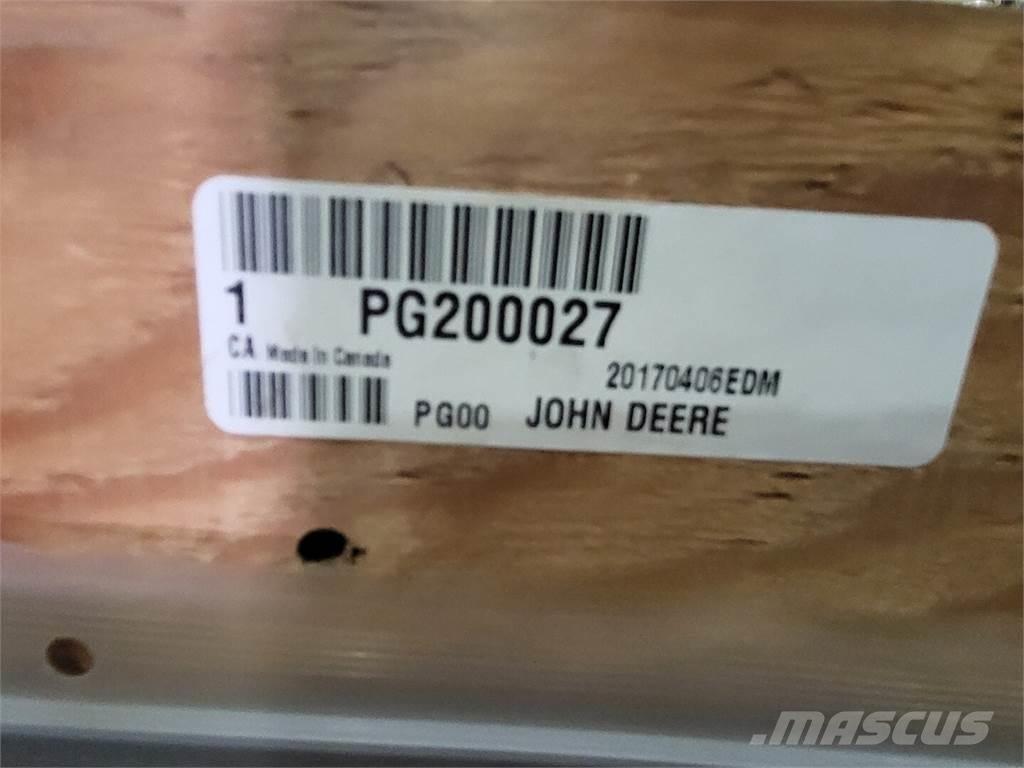 1 PG200027
CA Made In Canada
20170406EDM
PG00 JOHN DEERE
MASCUS